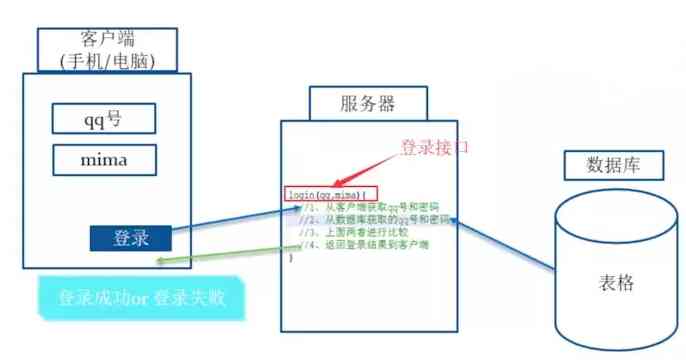 客户端
(手机/电脑)
qq号
mima
登录
登录成功or 登录失败
服务器
登录接口
login(qq,mima){
//1、从客户端获取qq号和密码
//2、从数据库获取的qq号和密码
//3、上面两者进行比较
//4、返回登录结果到客户端
}
数据库
表格